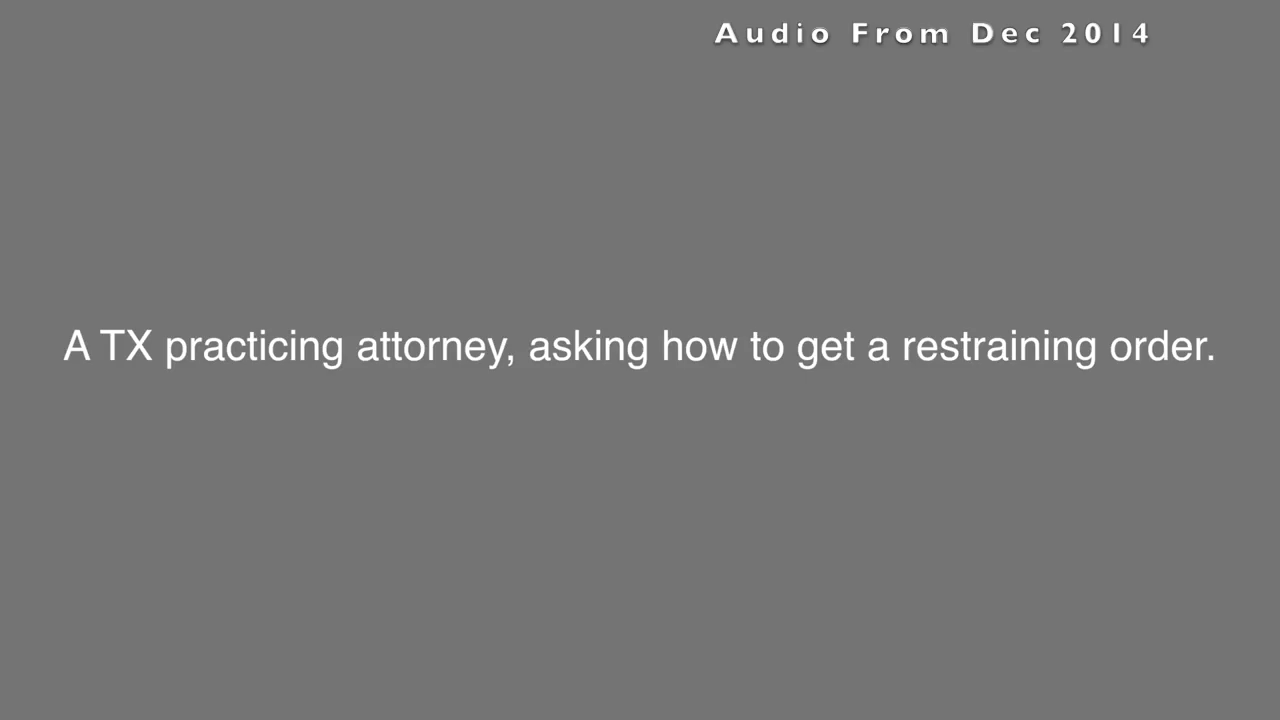 Audio From Dec 2014
A TX practicing attorney, asking how to get a restraining order.